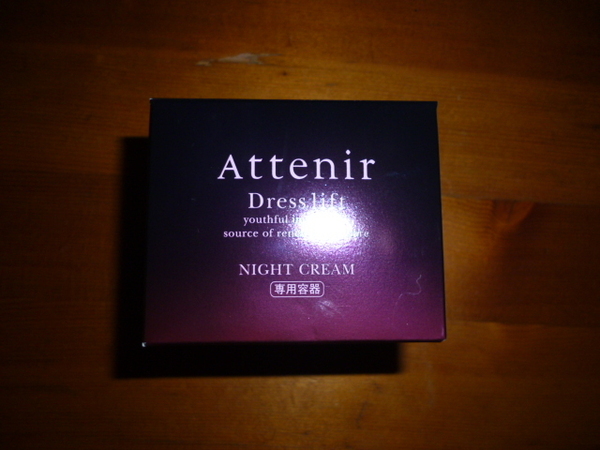 Attenir
Dress lift
youthful
source of
NIGHT CREAM
専用容器